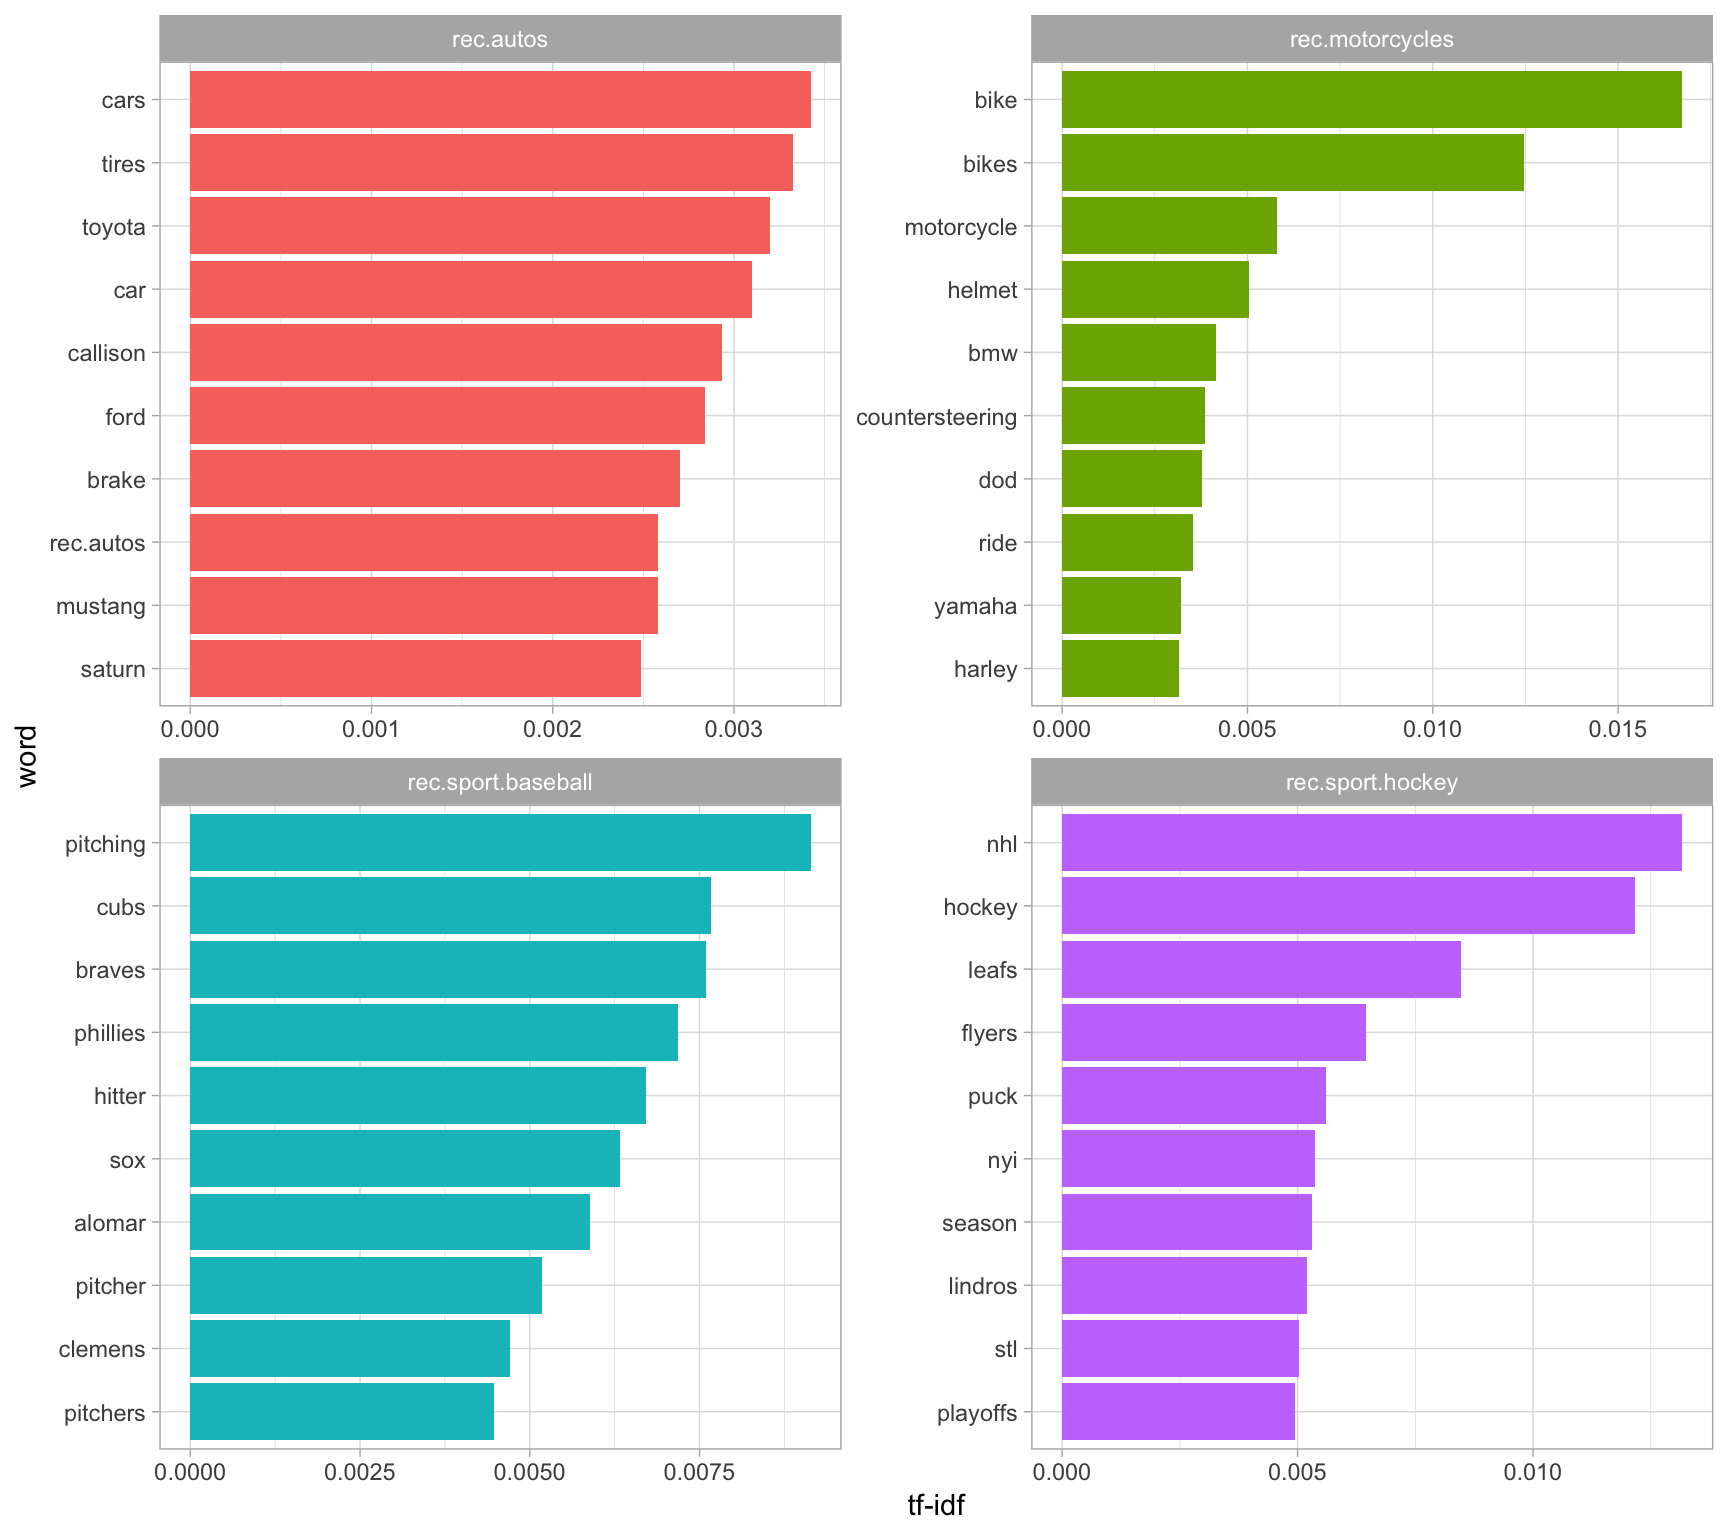 rec.autos
cars
tires
toyota
car
callison
ford
brake
rec.autos
mustang
saturn
0.000 0.001 0.002 0.003
rec.motorcycles
bike
bikes
motorcycle
helmet
bmw
countersteering
dod
ride
yamaha
harley
0.000 0.005 0.010 0.015
word
rec.sport.baseball
pitching
cubs
braves
phillies
hitter
sox
alomar
pitcher
clemens
pitchers
0.0000 0.0025 0.0050 0.0075
rec.sport.hockey
nhl
hockey
leafs
flyers
puck
nyi
season
lindros
stl
playoffs
0.000 0.005 0.010
tf-idf